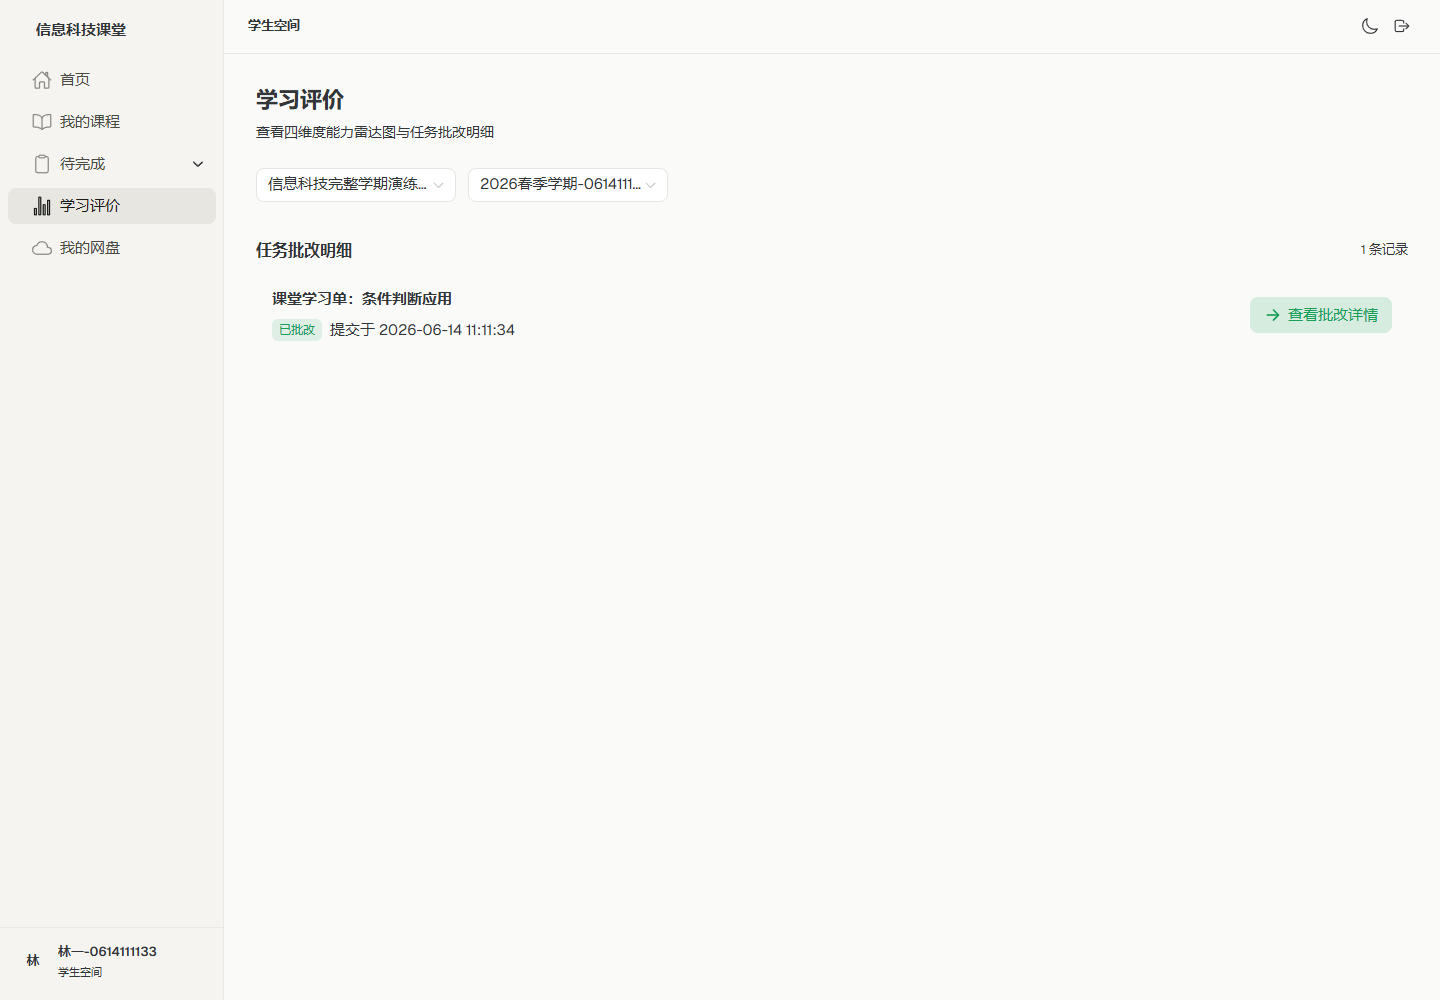 信息科技课堂
首页
我的课程
待完成
学习评价
我的网盘
林一-0614111133
林
学生空间
学生空间
学习评价
查看四维度能力雷达图与任务批改明细
信息科技完整学期演练...
2026春季学期-0614111...
任务批改明细
1 条记录
课堂学习单：条件判断应用
已批改 提交于 2026-06-14 11:11:34
查看批改详情